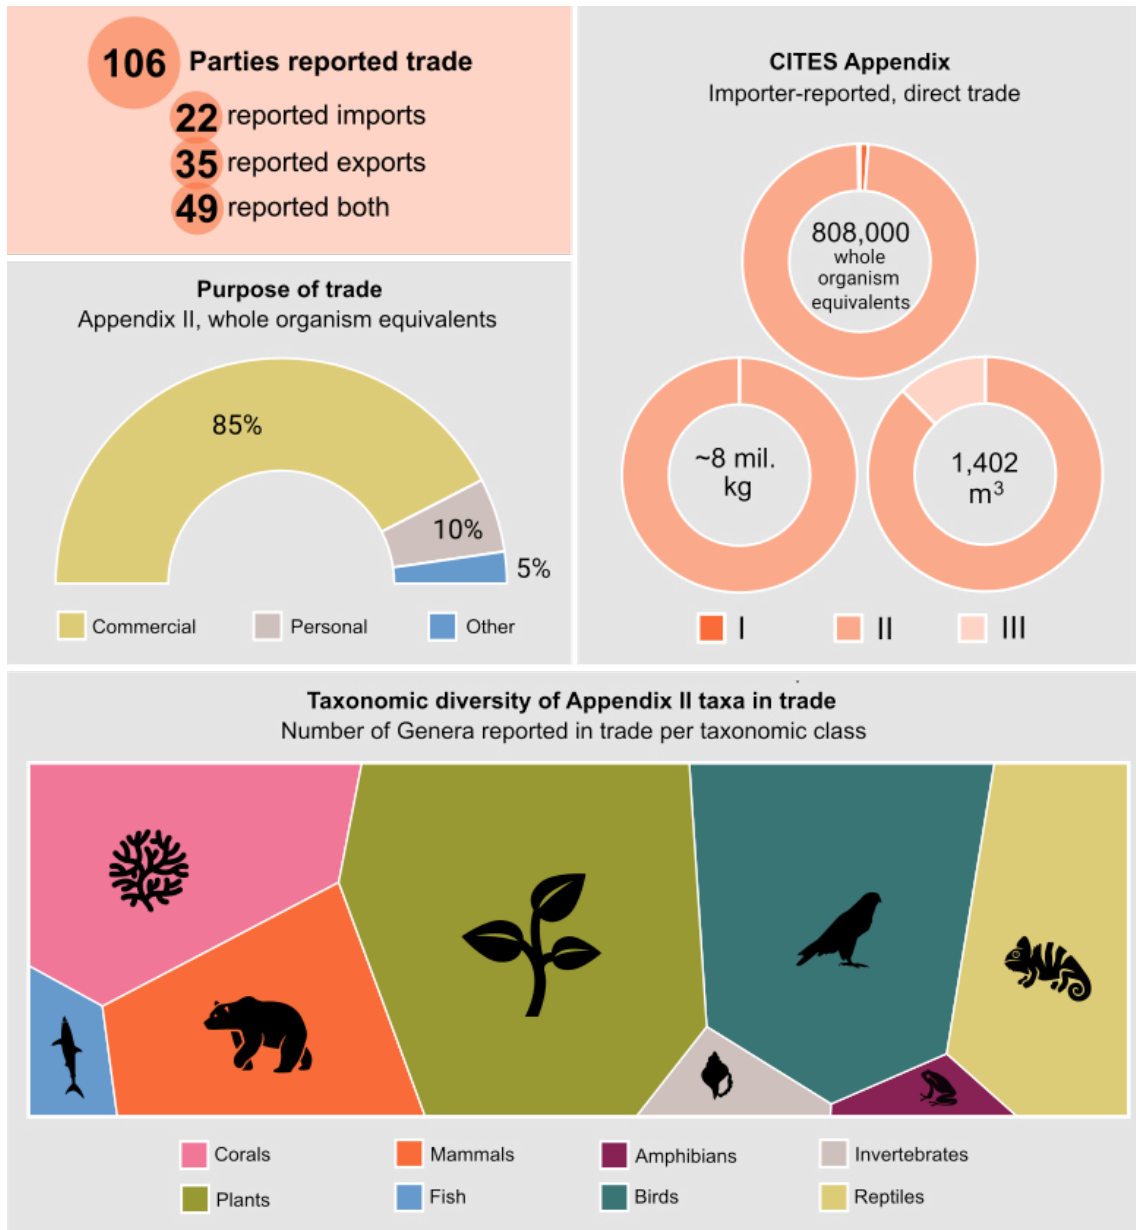 106 Parties reported trade
22 reported imports
35 reported exports
49 reported both
Purpose of trade
Appendix II, whole organism equivalents
85%
10%
5%
Commercial
Personal
Other
CITES Appendix
Importer-reported, direct trade
808,000
whole
organism
equivalents
~8 mil.
kg
1,402
m³
I
II
III
Taxonomic diversity of Appendix II taxa in trade
Number of Genera reported in trade per taxonomic class
Corals
Mammals
Amphibians
Invertebrates
Plants
Fish
Birds
Reptiles